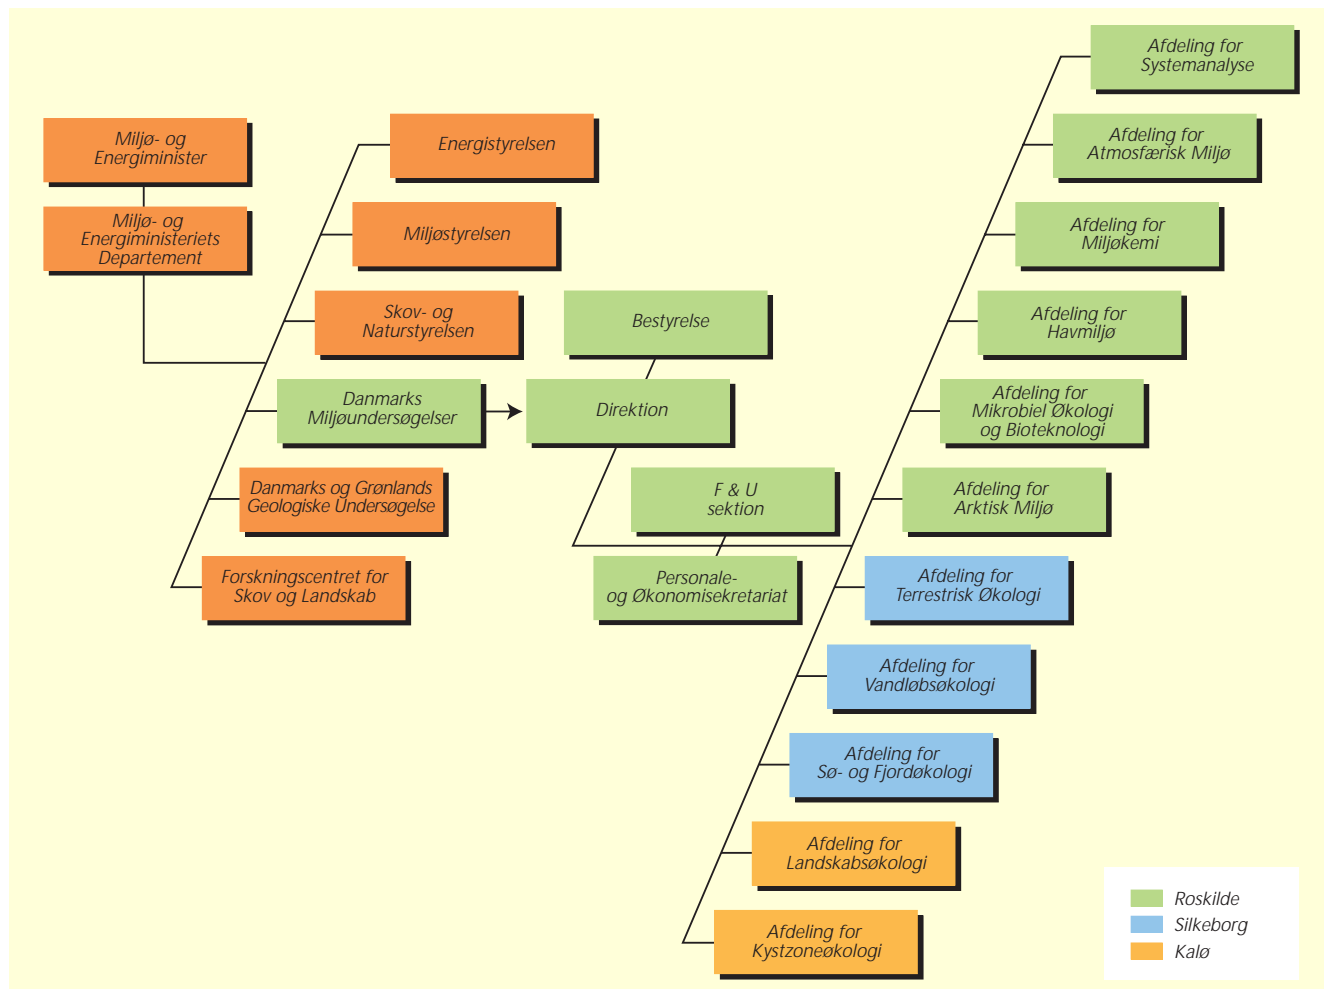 Miljø- og
Energiminister
Miljø- og
Energiministeriets
Departement
Energistyrelsen
Miljøstyrelsen
Skov- og
Naturstyrelsen
Danmarks
Miljøundersøgelser
Danmarks og Grønlands
Geologiske Undersøgelse
Forskningscentret for
Skov og Landskab
Bestyrelse
Direktion
F & U
sektion
Personale-
og Økonomisekretariat
Afdeling for
Systemanalyse
Afdeling for
Atmosfærisk Miljø
Afdeling for
Miljøkemi
Afdeling for
Havmiljø
Afdeling for
Mikrobiel Økologi
og Bioteknologi
Afdeling for
Arktisk Miljø
Afdeling for
Terrestrisk Økologi
Afdeling for
Vandløbsøkologi
Afdeling for
Sø- og Fjordøkologi
Afdeling for
Landskabsøkologi
Afdeling for
Kystzoneøkologi
Roskilde
Silkeborg
Kalø